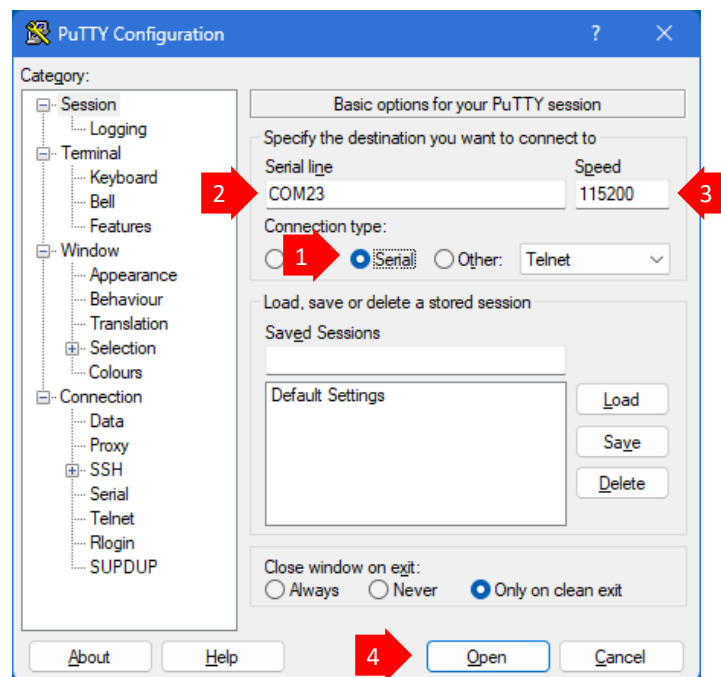 PuTTY Configuration ? ×
Category:
Session
Logging
Terminal
Keyboard
Bell
Features
Window
Appearance
Behaviour
Translation
Selection
Colours
Connection
Data
Proxy
SSH
Serial
Telnet
Rlogin
SUPDUP
Basic options for your PuTTY session
Specify the destination you want to connect to
Serial line Speed
2 COM23 115200 3
Connection type:
1 Serial Other: Telnet
Load, save or delete a stored session
Saved Sessions
Default Settings
Load
Save
Delete
Close window on exit:
Always Never Only on clean exit
About Help 4 Open Cancel